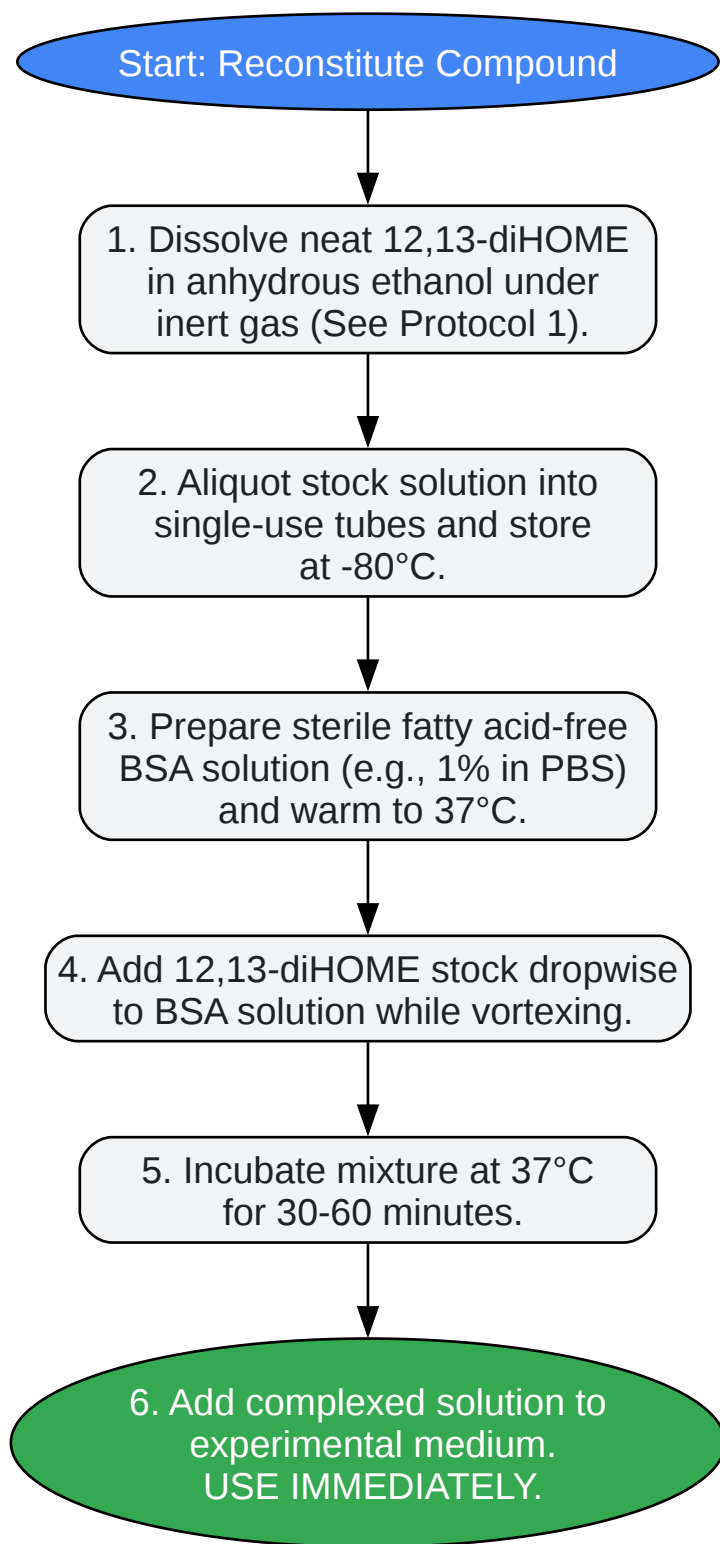 Start: Reconstitute Compound
1. Dissolve neat 12,13-diHOME
in anhydrous ethanol under
inert gas (See Protocol 1).
2. Aliquot stock solution into
single-use tubes and store
at -80°C.
3. Prepare sterile fatty acid-free
BSA solution (e.g., 1% in PBS)
and warm to 37°C.
4. Add 12,13-diHOME stock dropwise
to BSA solution while vortexing.
5. Incubate mixture at 37°C
for 30-60 minutes.
6. Add complexed solution to
experimental medium.
USE IMMEDIATELY.